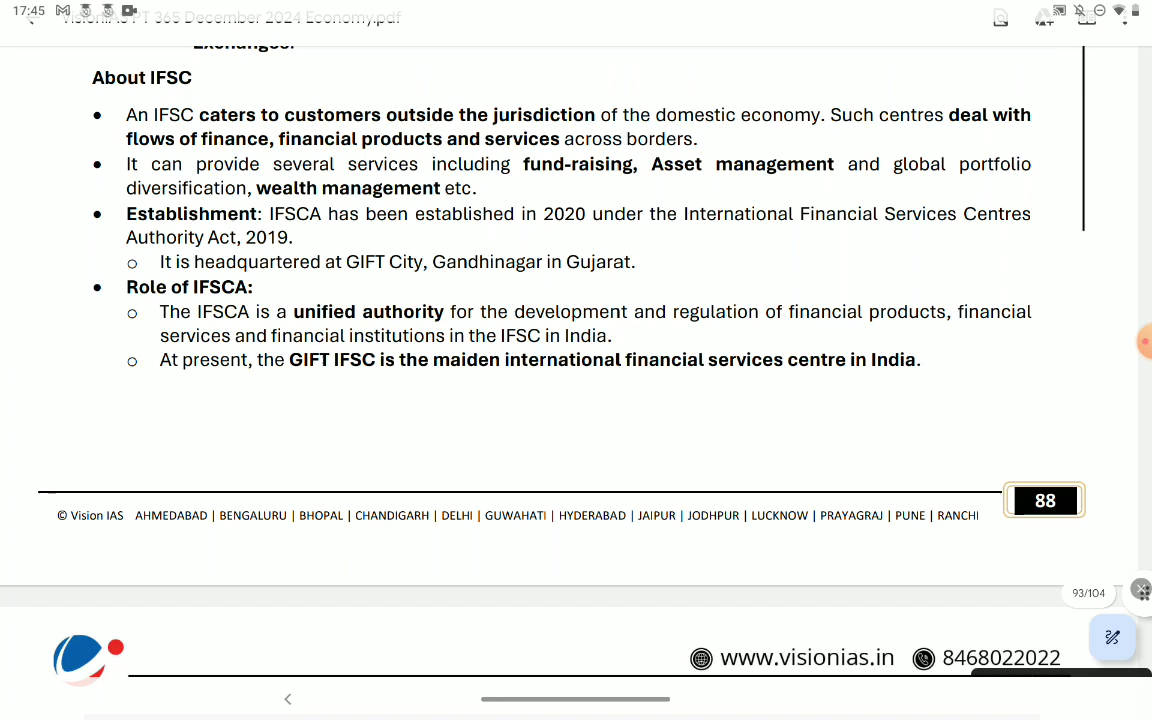 17:45
VisionIAS PT 365 December 2024 Economy.pdf
Exchanges.
About IFSC
• An IFSC caters to customers outside the jurisdiction of the domestic economy. Such centres deal with
flows of finance, financial products and services across borders.
• It can provide several services including fund-raising, Asset management and global portfolio
diversification, wealth management etc.
• Establishment: IFSCA has been established in 2020 under the International Financial Services Centres
Authority Act, 2019.
o It is headquartered at GIFT City, Gandhinagar in Gujarat.
• Role of IFSCA:
o The IFSCA is a unified authority for the development and regulation of financial products, financial
services and financial institutions in the IFSC in India.
o At present, the GIFT IFSC is the maiden international financial services centre in India.
88
© Vision IAS AHMEDABAD | BENGALURU | BHOPAL | CHANDIGARH | DELHI | GUWAHATI | HYDERABAD | JAIPUR | JODHPUR | LUCKNOW | PRAYAGRAJ | PUNE | RANCHI
93/104
www.visionias.in 8468022022